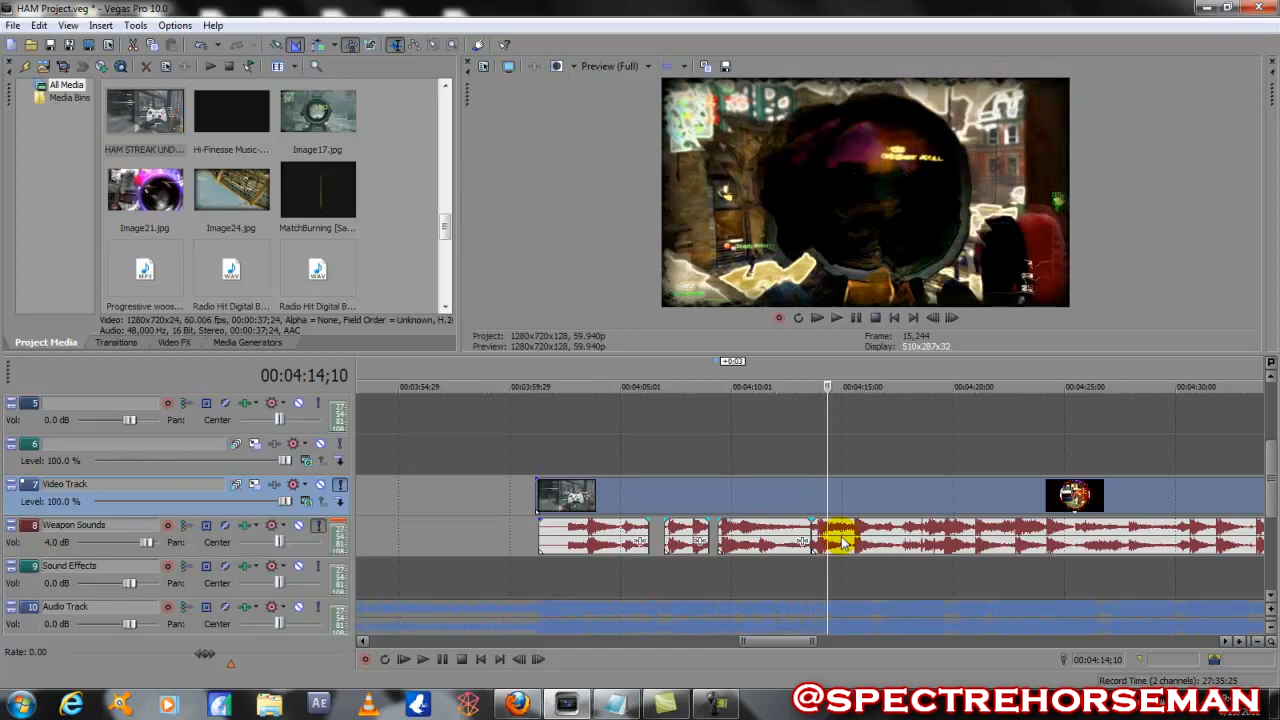 HAM Project.veg * - Vegas Pro 10.0
File Edit View Insert Tools Options Help
All Media
Media Bins
HAM STREAK UND...
Hi-Finesse Music-...
Image17.jpg
Image21.jpg
Image24.jpg
MatchBurning [Sa...
Progressive woos...
Radio Hit Digital B...
Radio Hit Digital B...
Video: 1280x720x24, 60.006 fps, 00:00:37;24, Alpha = None, Field Order = Unknown, H.2
Audio: 48,000 Hz, 16 Bit, Stereo, 00:00:37;24, AAC
Project Media Transitions Video FX Media Generators
Preview (Full)
Project: 1280x720x128, 59.940p
Preview: 1280x720x128, 59.940p
Frame: 15,244
Display: 510x287x32
+0:03
00:04:14;10
00:03:54:29 00:03:59:29 00:04:05:01 00:04:10:01 00:04:15:00 00:04:20:00 00:04:25:00 00:04:30:00
5
Vol: 0.0 dB Pan: Center
6
Level: 100.0 %
7 Video Track
Level: 100.0 %
8 Weapon Sounds
Vol: 4.0 dB Pan: Center
9 Sound Effects
Vol: 0.0 dB Pan: Center
10 Audio Track
Vol: 0.0 dB Pan: Center
Rate: 0.00
00:04:14;10
Record Time (2 channels): 27:35:25
@SPECTREHORSEMAN